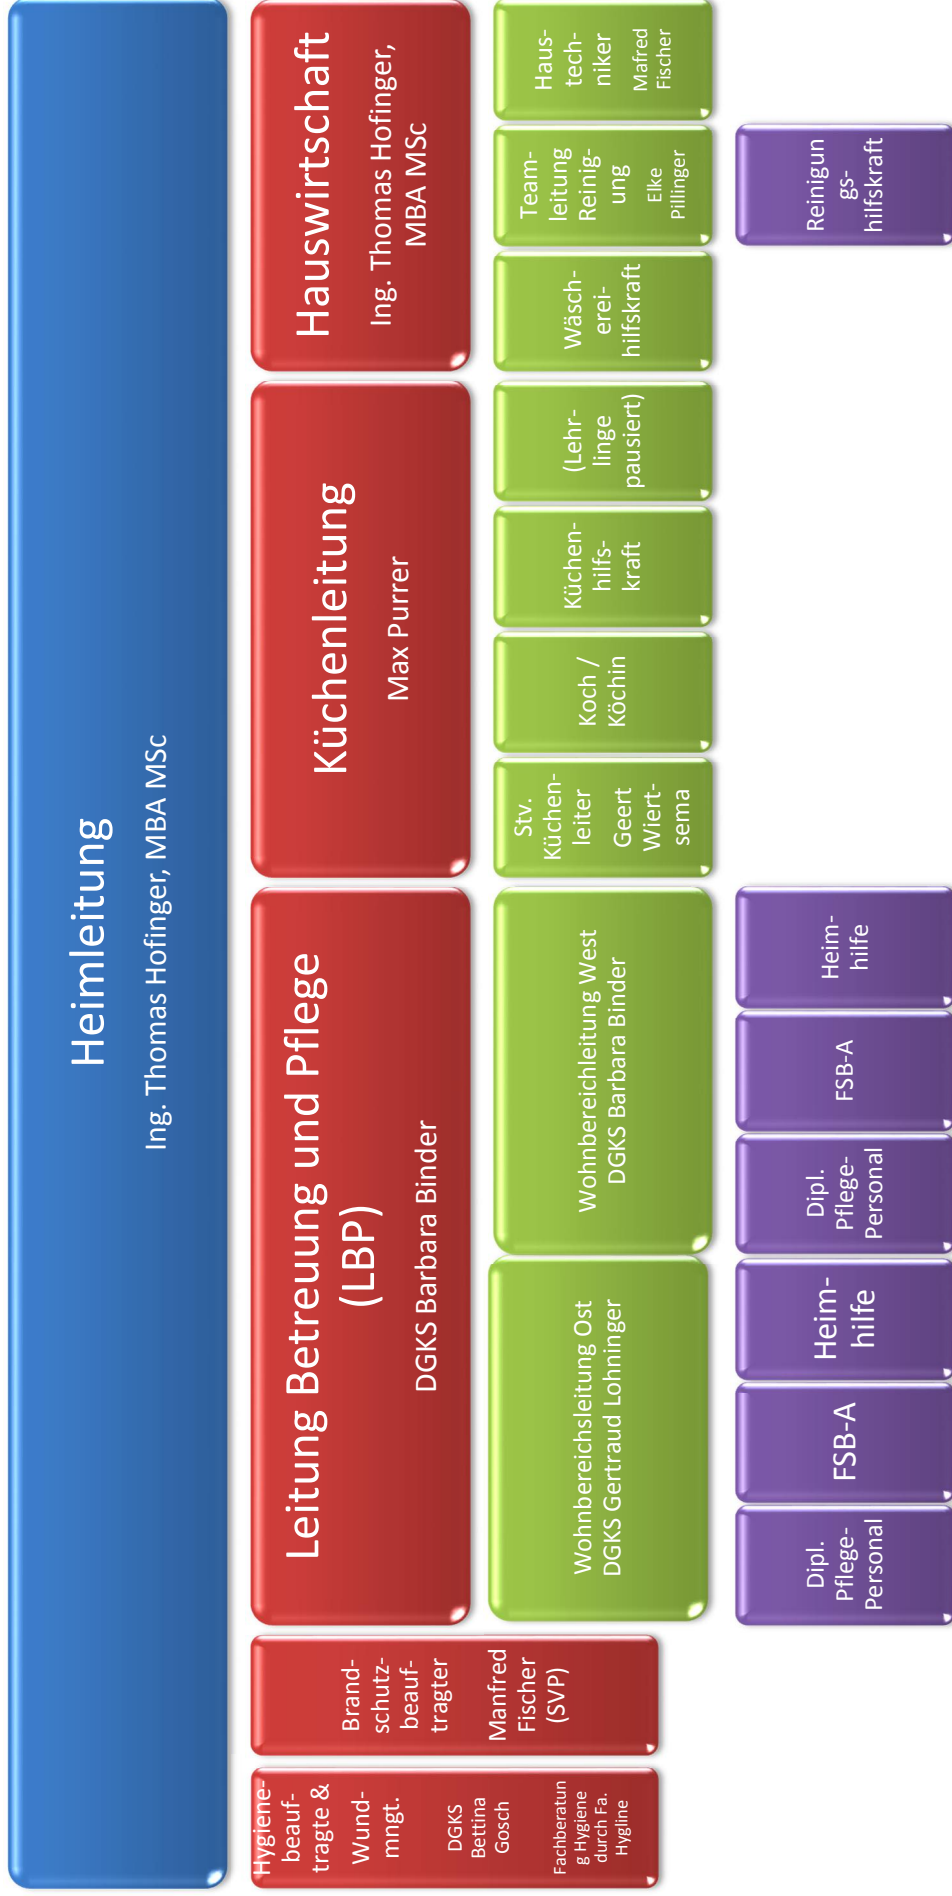 Heimleitung
Ing. Thomas Hofinger, MBA MSc
Hygiene-
beauf-
tragte &
Wund-
mngt.
DGKS
Bettina
Gosch
Fachberatun
g Hygiene
durch Fa.
Hygline
Brand-
schutz-
beauf-
tragter
Manfred
Fischer
(SVP)
Leitung Betreuung und Pflege
(LBP)
DGKS Barbara Binder
Wohnbereichsleitung Ost
DGKS Gertraud Lohninger
Dipl.
Pflege-
Personal
FSB-A
Heim-
hilfe
Wohnbereichleitung West
DGKS Barbara Binder
Dipl.
Pflege-
Personal
FSB-A
Heim-
hilfe
Küchenleitung
Max Purrer
Stv.
Küchen-
leiter
Geert
Wiert-
sema
Koch /
Köchin
Küchen-
hilfs-
kraft
(Lehr-
linge
pausiert)
Hauswirtschaft
Ing. Thomas Hofinger,
MBA MSc
Wäsch-
erei-
hilfskraft
Team-
leitung
Reinig-
ung
Elke
Pillinger
Reinigun
gs-
hilfskraft
Haus-
tech-
niker
Mafred
Fischer